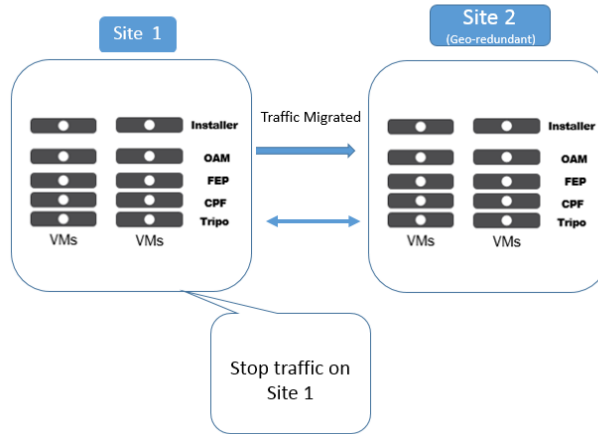 Site 1
Site 2
(Geo-redundant)
Installer
OAM
FEP
CPF
Tripo
VMs VMs
Traffic Migrated
Installer
OAM
FEP
CPF
Tripo
VMs VMs
Stop traffic on
Site 1